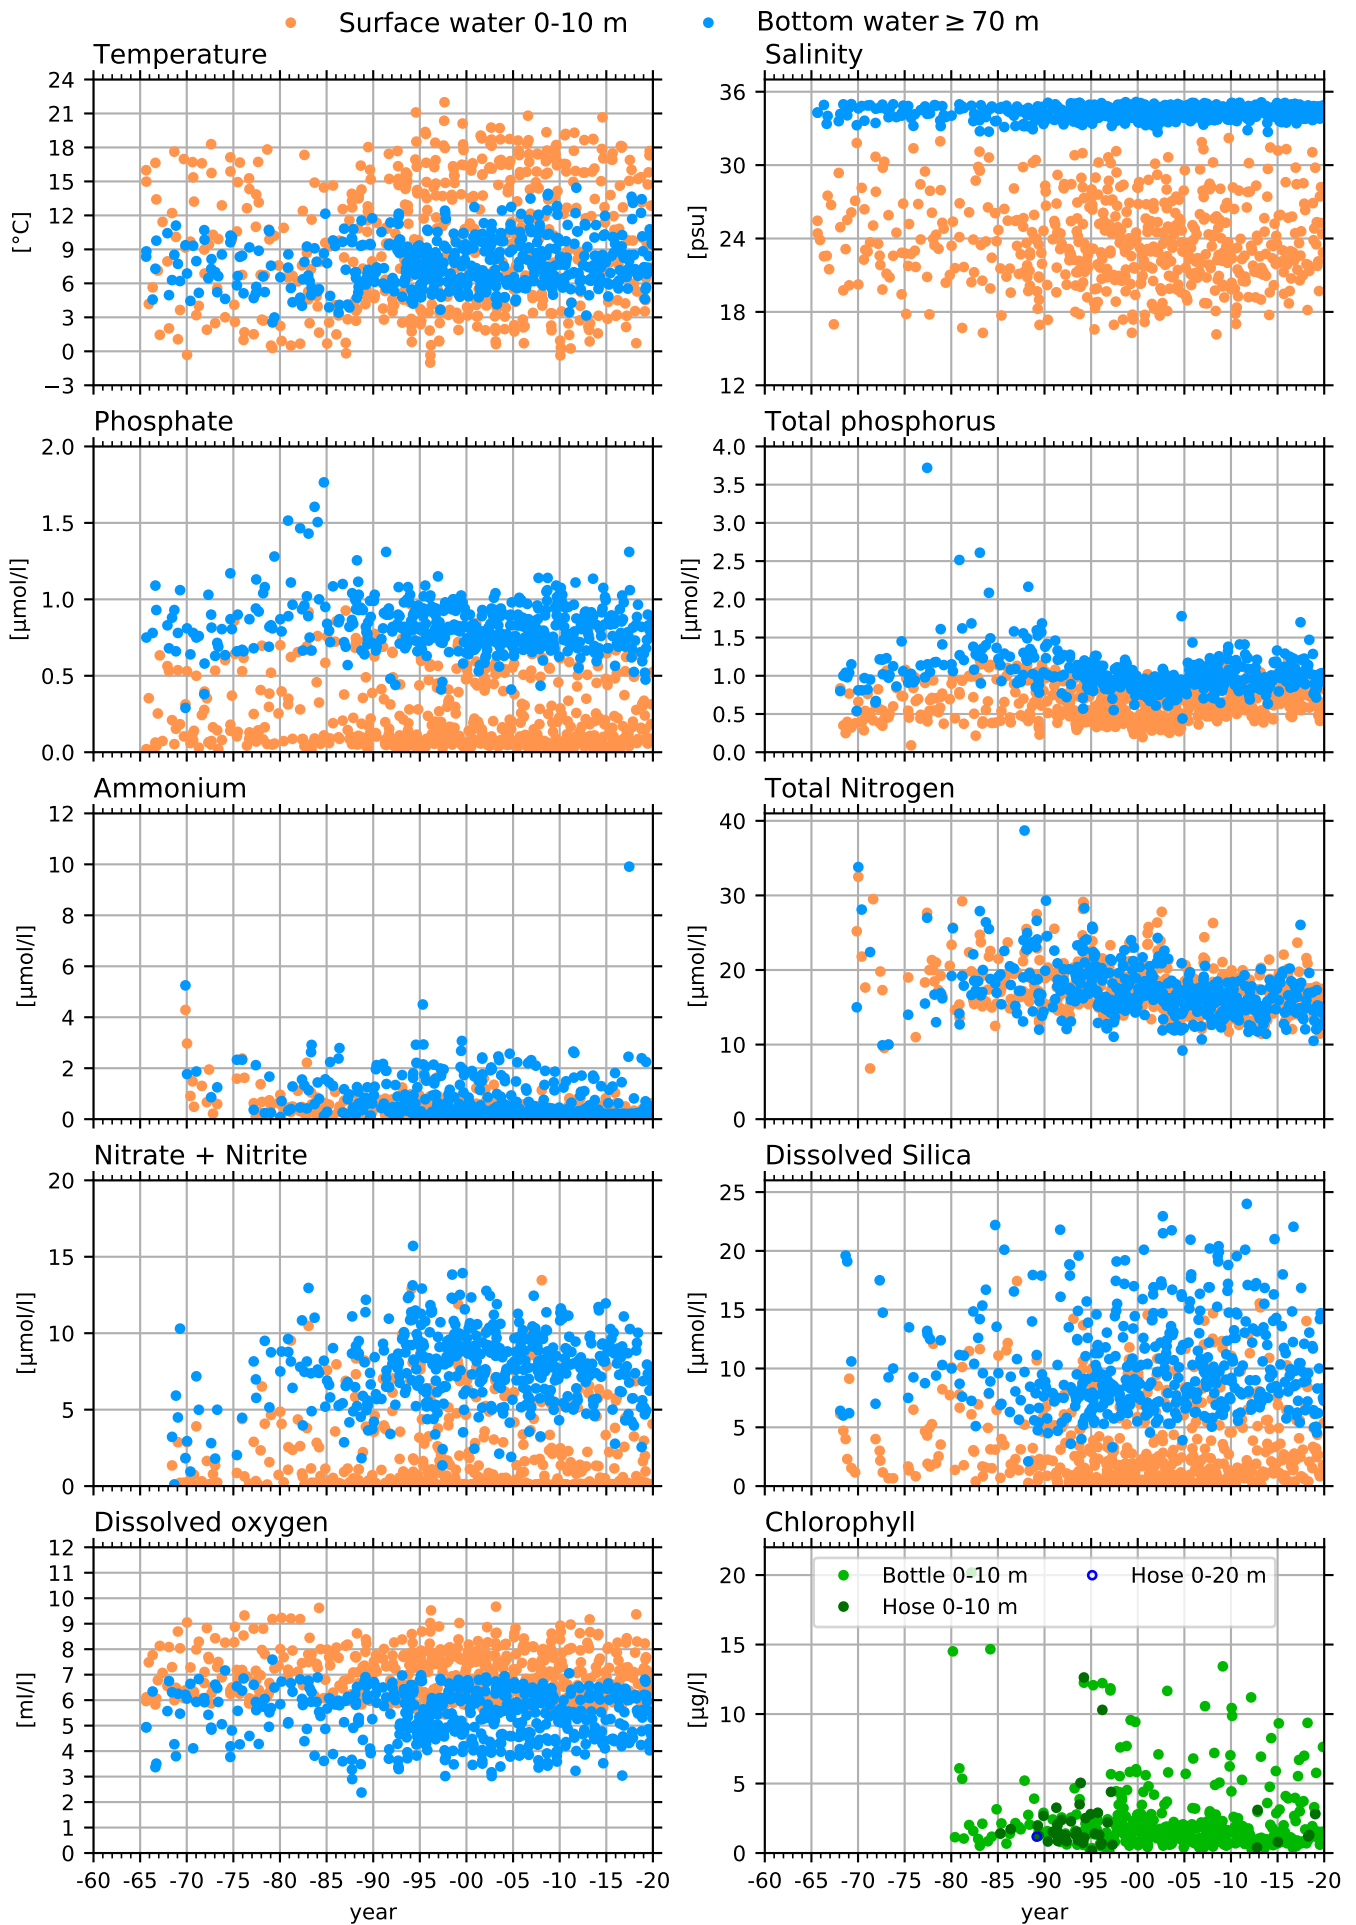 Surface water 0-10 m
Bottom water ≥ 70 m
Temperature
Salinity
24
21
18
15
12
9
6
3
0
−3
[°C]
36
30
24
18
12
[psu]
Phosphate
Total phosphorus
2.0
1.5
1.0
0.5
0.0
[µmol/l]
4.0
3.5
3.0
2.5
2.0
1.5
1.0
0.5
0.0
[µmol/l]
Ammonium
Total Nitrogen
12
10
8
6
4
2
0
[µmol/l]
40
30
20
10
0
[µmol/l]
Nitrate + Nitrite
Dissolved Silica
20
15
10
5
0
[µmol/l]
25
20
15
10
5
0
[µmol/l]
Dissolved oxygen
Chlorophyll
12
11
10
9
8
7
6
5
4
3
2
1
0
[ml/l]
20
15
10
5
0
[µg/l]
Bottle 0-10 m
Hose 0-10 m
Hose 0-20 m
-60 -65 -70 -75 -80 -85 -90 -95 -00 -05 -10 -15 -20
year
-60 -65 -70 -75 -80 -85 -90 -95 -00 -05 -10 -15 -20
year